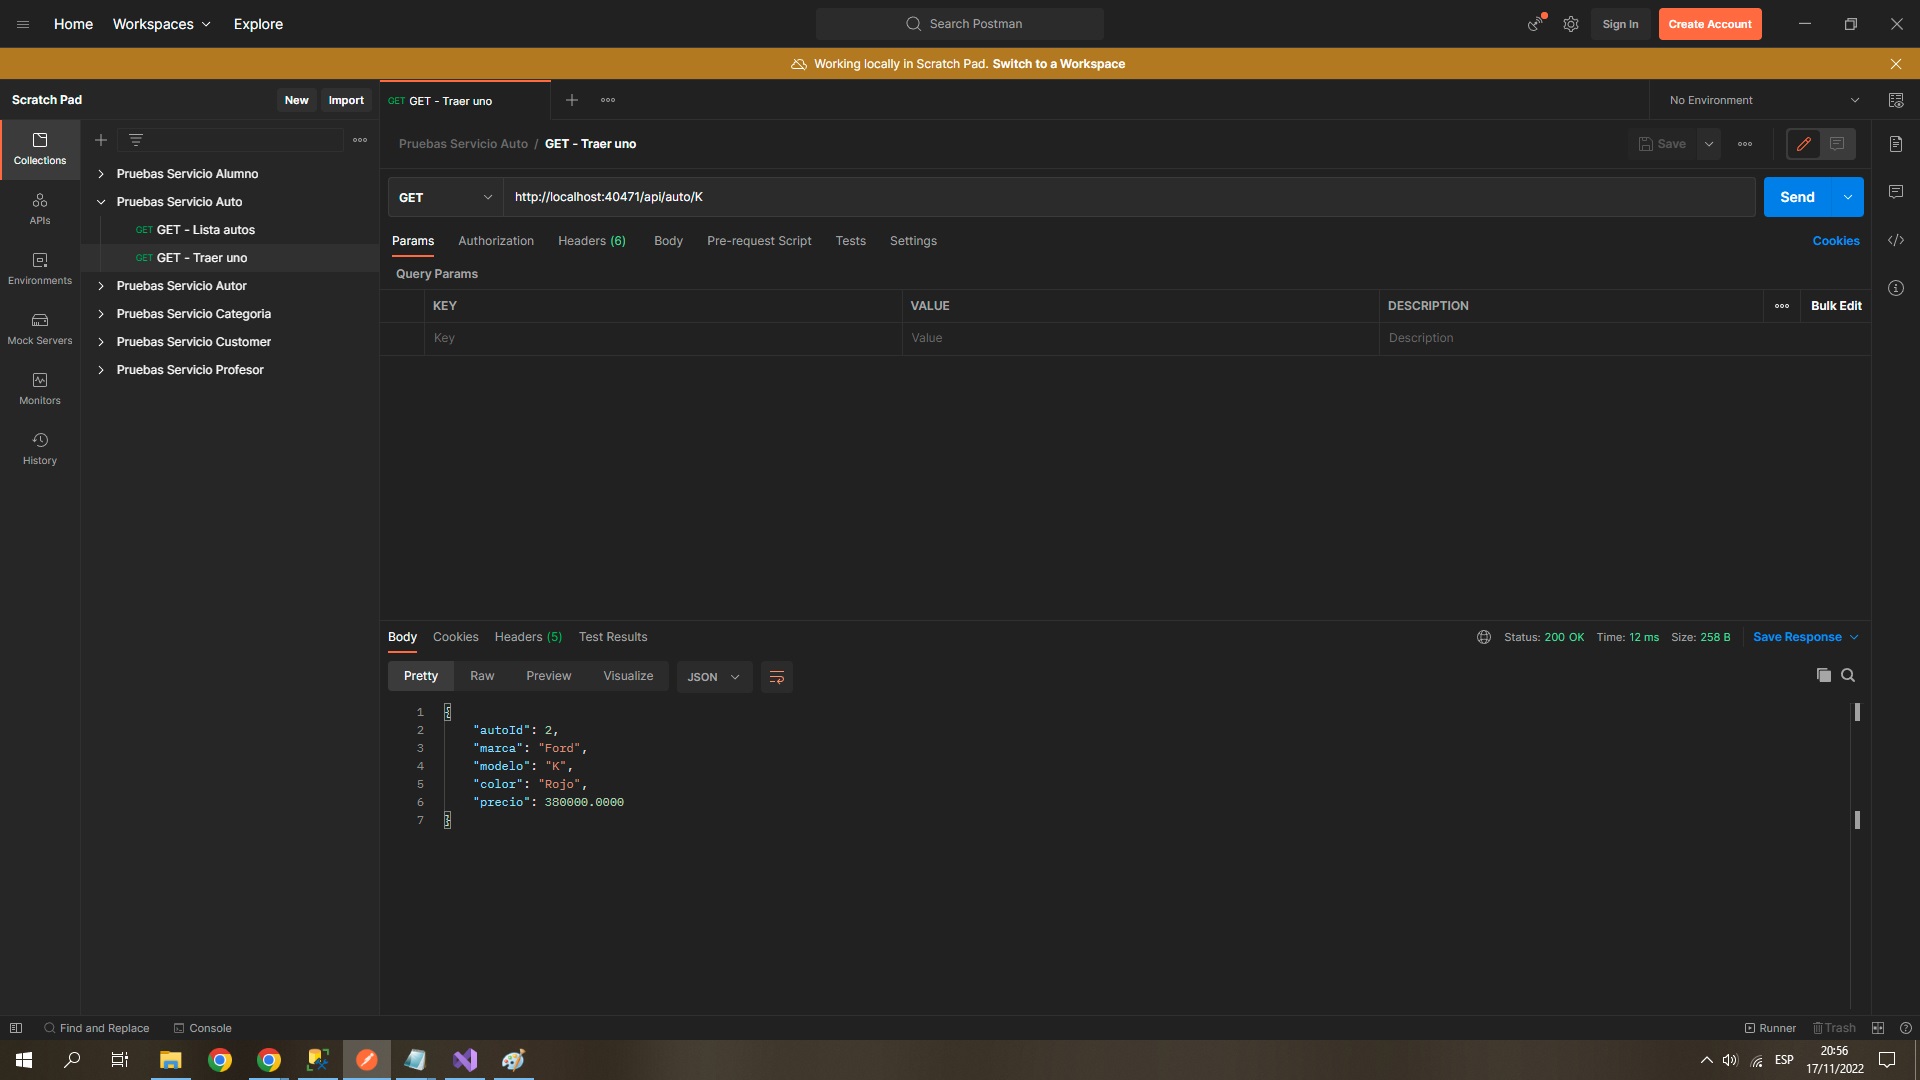 Home Workspaces Explore
Search Postman
Sign In Create Account
Working locally in Scratch Pad. Switch to a Workspace
Scratch Pad New Import
GET GET - Traer uno
No Environment
Collections
APIs
Environments
Mock Servers
Monitors
History
Pruebas Servicio Alumno
Pruebas Servicio Auto
GET GET - Lista autos
GET GET - Traer uno
Pruebas Servicio Autor
Pruebas Servicio Categoria
Pruebas Servicio Customer
Pruebas Servicio Profesor
Pruebas Servicio Auto / GET - Traer uno
Save
GET http://localhost:40471/api/auto/K Send
Params Authorization Headers (6) Body Pre-request Script Tests Settings Cookies
Query Params
KEY VALUE DESCRIPTION Bulk Edit
Key Value Description
Body Cookies Headers (5) Test Results Status: 200 OK Time: 12 ms Size: 258 B Save Response
Pretty Raw Preview Visualize JSON
1 {
2 "autoId": 2,
3 "marca": "Ford",
4 "modelo": "K",
5 "color": "Rojo",
6 "precio": 380000.0000
7 }
Find and Replace Console Runner Trash
ESP
20:56
17/11/2022